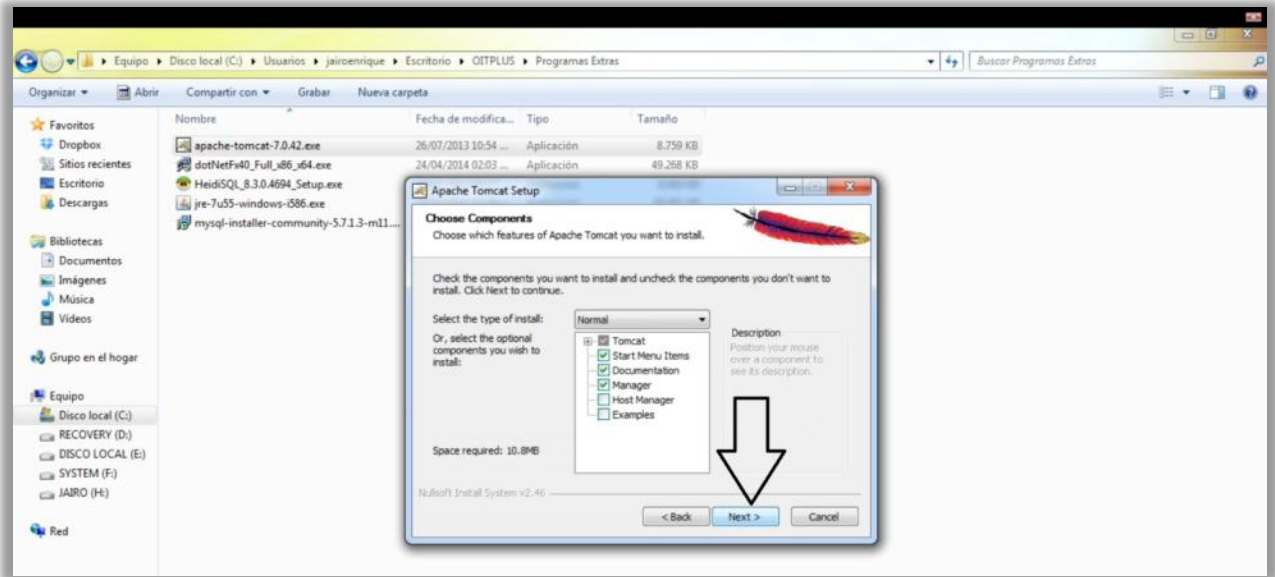 Equipo ▸ Disco local (C:) ▸ Usuarios ▸ jairoenrique ▸ Escritorio ▸ OITPLUS ▸ Programas Extras
Buscar Programas Extras
Organizar Abrir Compartir con Grabar Nueva carpeta
Nombre Fecha de modifica... Tipo Tamaño
Favoritos
Dropbox
Sitios recientes
Escritorio
Descargas
Bibliotecas
Documentos
Imágenes
Música
Vídeos
Grupo en el hogar
Equipo
Disco local (C:)
RECOVERY (D:)
DISCO LOCAL (E:)
SYSTEM (F:)
JAIRO (H:)
Red
apache-tomcat-7.0.42.exe 26/07/2013 10:54 ... Aplicación 8.759 KB
dotNetFx40_Full_x86_x64.exe 24/04/2014 02:03 ... Aplicación 49.268 KB
HeidiSQL_8.3.0.4694_Setup.exe
jre-7u55-windows-i586.exe
mysql-installer-community-5.7.1.3-m11....
Apache Tomcat Setup
Choose Components
Choose which features of Apache Tomcat you want to install.
Check the components you want to install and uncheck the components you don't want to
install. Click Next to continue.
Select the type of install: Normal
Or, select the optional
components you wish to
install:
Tomcat
Start Menu Items
Documentation
Manager
Host Manager
Examples
Description
Position your mouse
over a component to
see its description.
Space required: 10.8MB
Nullsoft Install System v2.46
< Back Next > Cancel